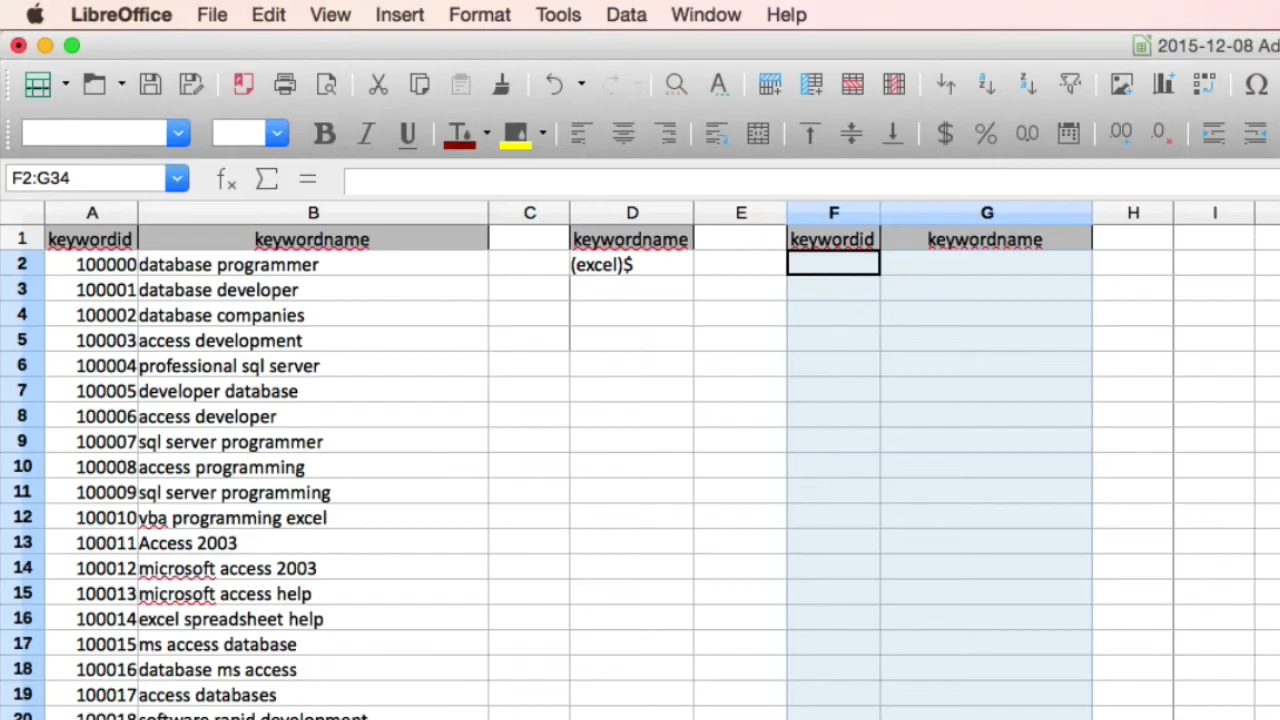 LibreOffice File Edit View Insert Format Tools Data Window Help
2015-12-08 Ad
F2:G34
A B C D E F G H I
1 keywordid keywordname keywordname keywordid keywordname
2 100000 database programmer (excel)$
3 100001 database developer
4 100002 database companies
5 100003 access development
6 100004 professional sql server
7 100005 developer database
8 100006 access developer
9 100007 sql server programmer
10 100008 access programming
11 100009 sql server programming
12 100010 vba programming excel
13 100011 Access 2003
14 100012 microsoft access 2003
15 100013 microsoft access help
16 100014 excel spreadsheet help
17 100015 ms access database
18 100016 database ms access
19 100017 access databases
20 100018 software rapid development